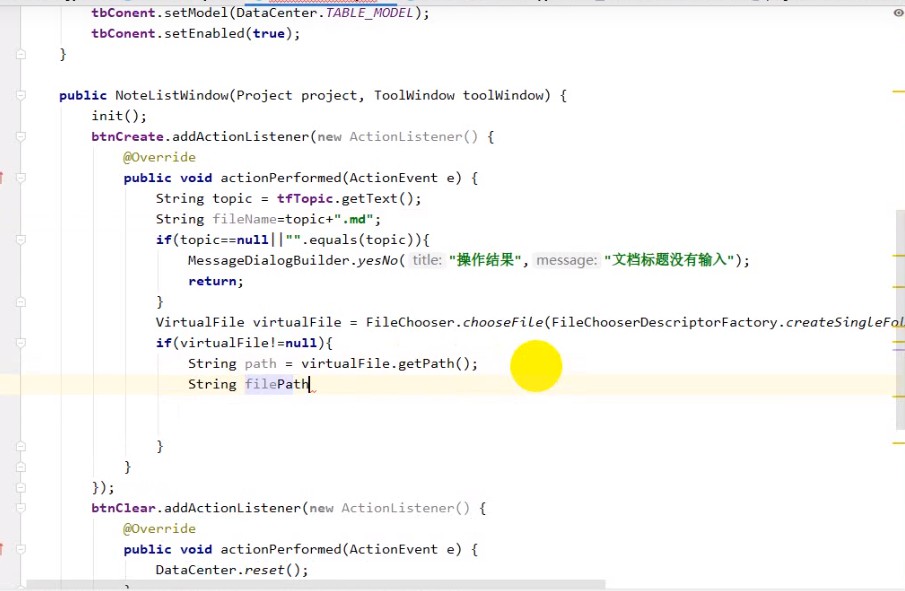 tbConent.setModel(DataCenter.TABLE_MODEL);
tbConent.setEnabled(true);
}
public NoteListWindow(Project project, ToolWindow toolWindow) {
init();
btnCreate.addActionListener(new ActionListener() {
@Override
public void actionPerformed(ActionEvent e) {
String topic = tfTopic.getText();
String fileName=topic+".md";
if(topic==null||"".equals(topic)){
MessageDialogBuilder.yesNo( title: "操作结果", message: "文档标题没有输入");
return;
}
VirtualFile virtualFile = FileChooser.chooseFile(FileChooserDescriptorFactory.createSingleFol
if(virtualFile!=null){
String path = virtualFile.getPath();
String filePath
}
}
});
btnClear.addActionListener(new ActionListener() {
@Override
public void actionPerformed(ActionEvent e) {
DataCenter.reset();